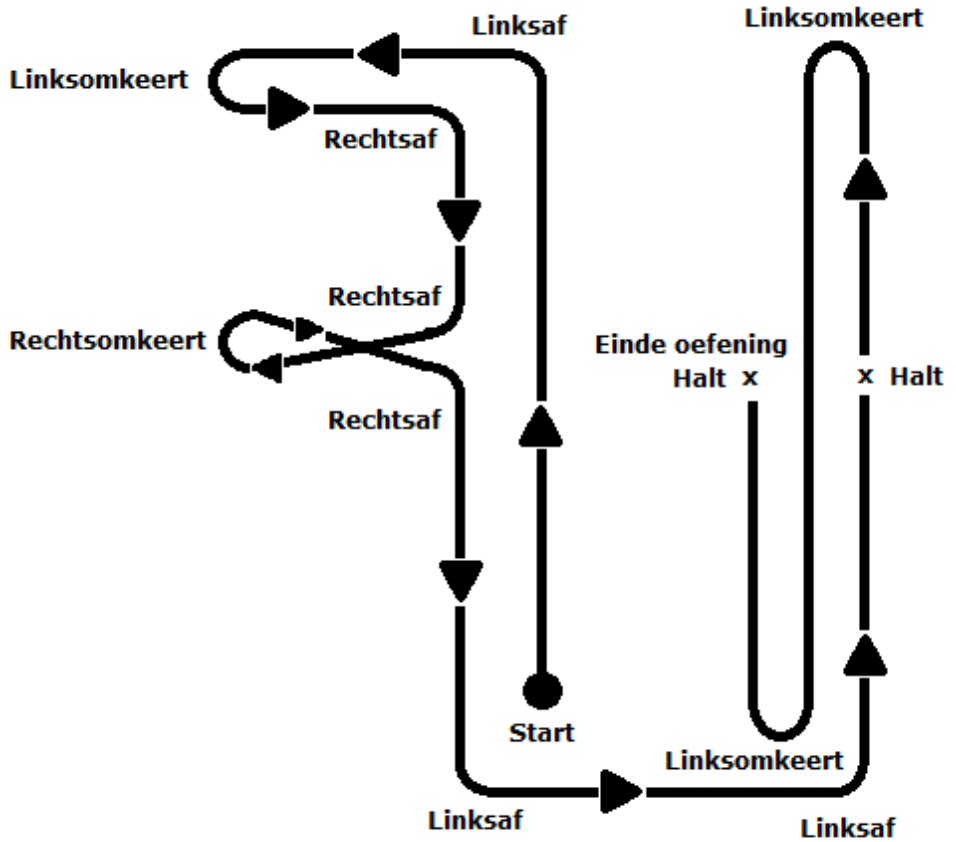 Linksomkeert
Linksaf
Linksomkeert
Rechtsaf
Rechtsaf
Rechtsomkeert
Einde oefening
Halt x
x Halt
Rechtsaf
Start
Linksomkeert
Linksaf
Linksaf